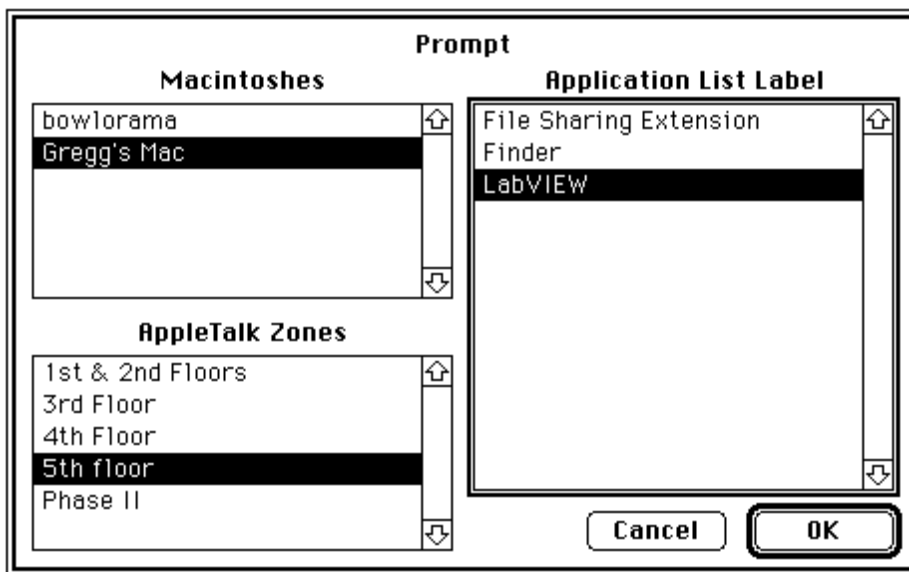 Prompt
Macintoshes
bowlorama
Gregg's Mac
AppleTalk Zones
1st & 2nd Floors
3rd Floor
4th Floor
5th floor
Phase II
Application List Label
File Sharing Extension
Finder
LabVIEW
Cancel
OK